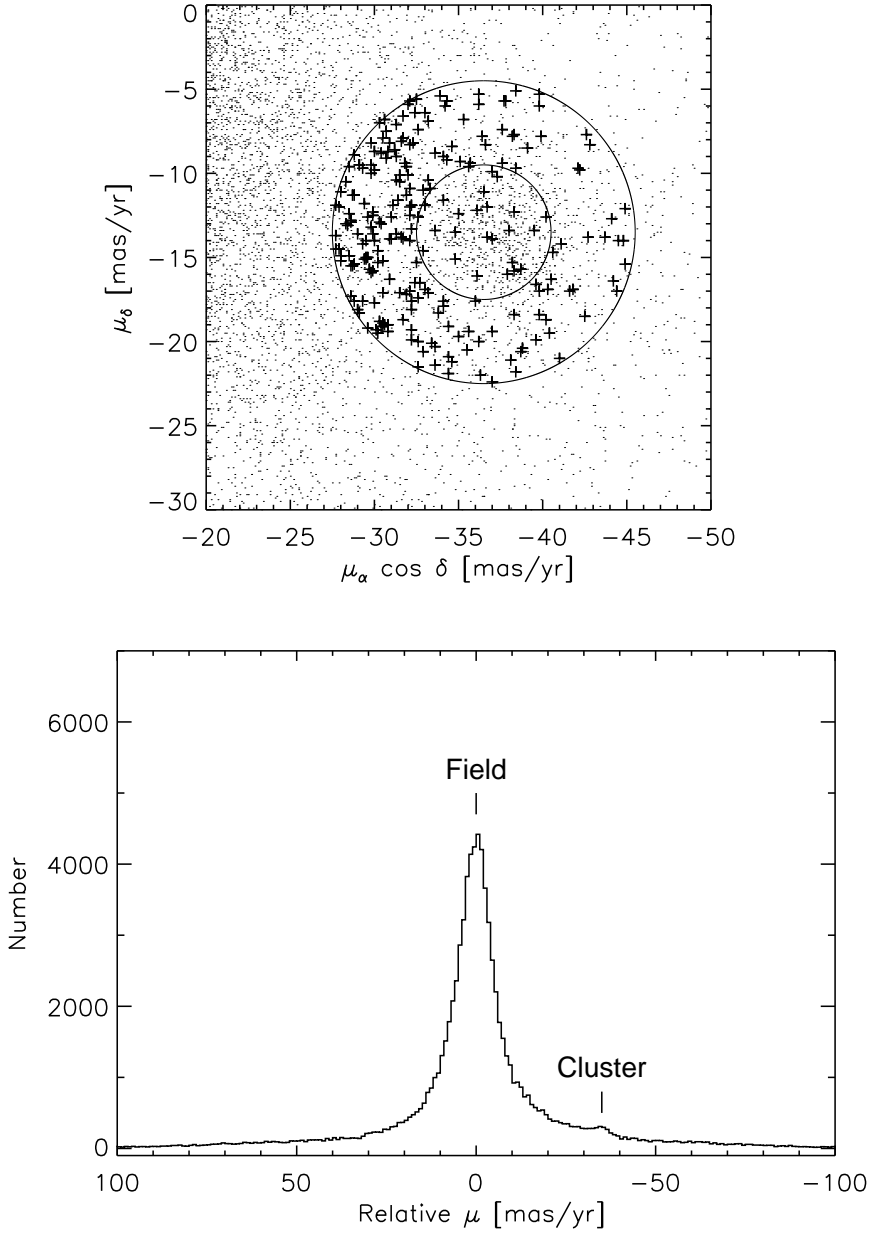 0
−5
−10
−15
−20
−25
−30
μδ [mas/yr]
−20 −25 −30 −35 −40 −45 −50
μα cos δ [mas/yr]
6000
4000
2000
0
Number
Field
Cluster
100 50 0 −50 −100
Relative μ [mas/yr]